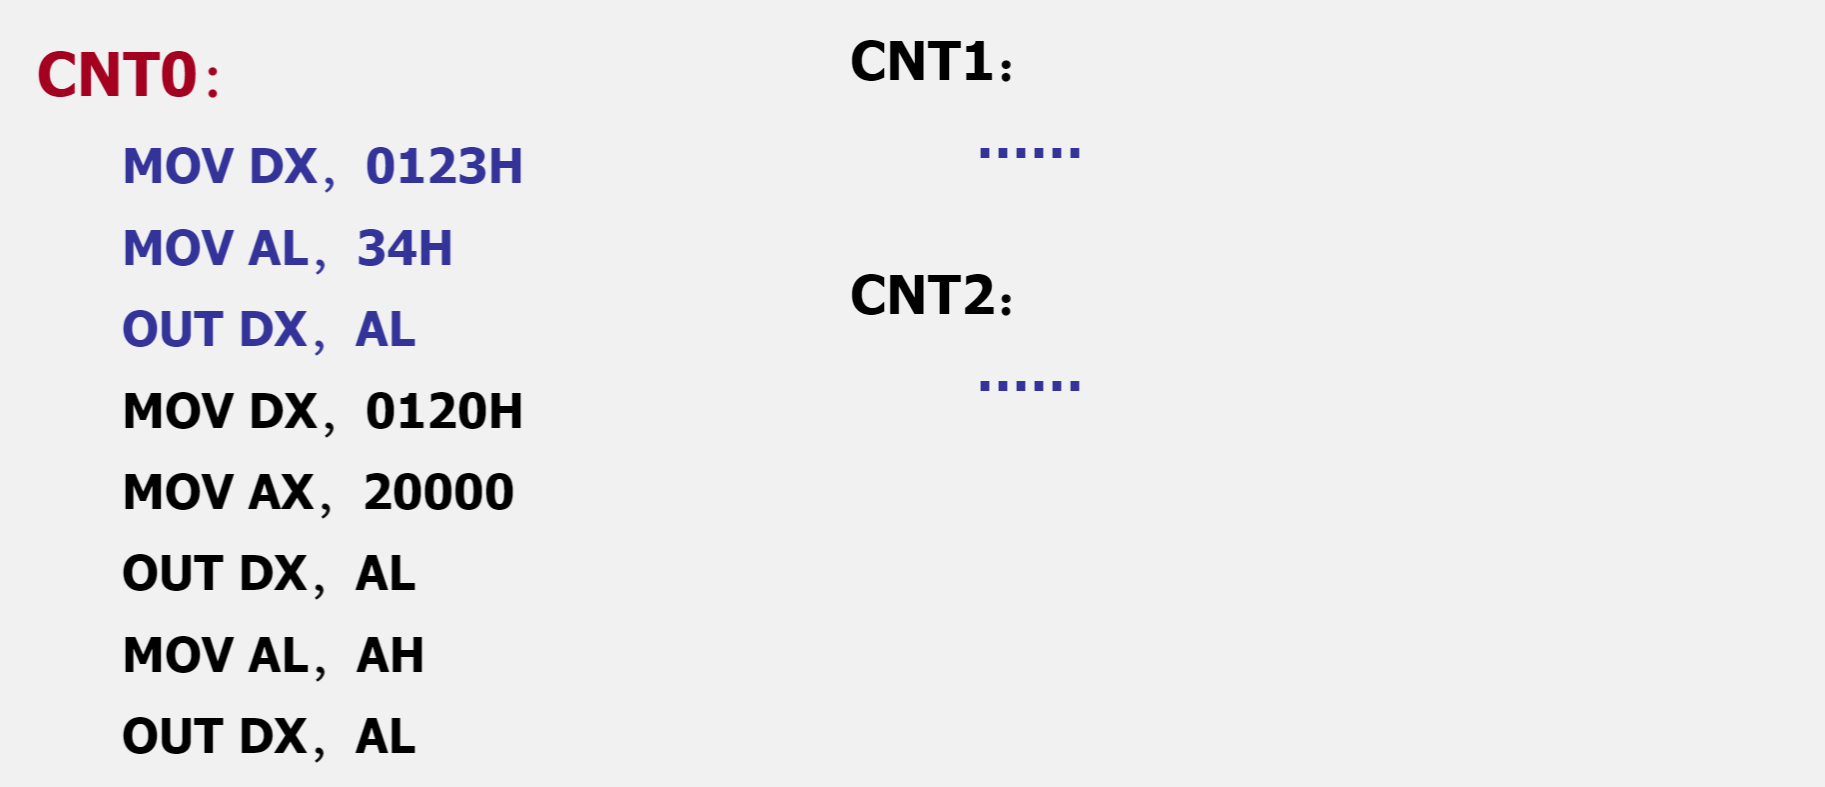 CNT0：
MOV DX，0123H
MOV AL，34H
OUT DX，AL
MOV DX，0120H
MOV AX，20000
OUT DX，AL
MOV AL，AH
OUT DX，AL
CNT1：
……
CNT2：
……